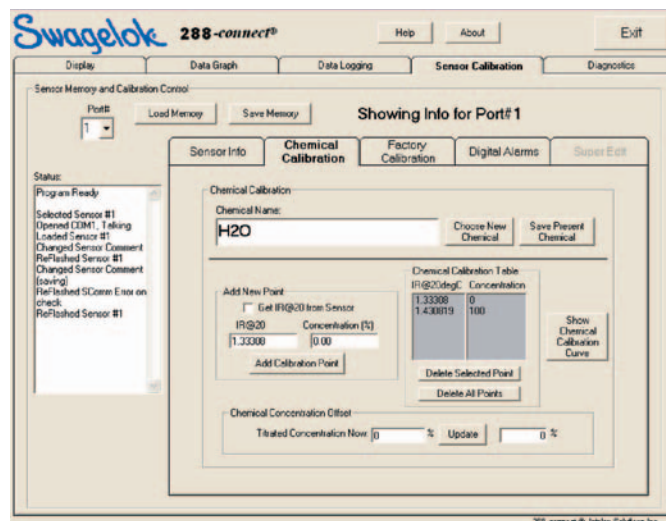 Swagelok 288-connect® Help About Exit
Display Data Graph Data Logging Sensor Calibration Diagnostics
Sensor Memory and Calibration Control
Port#
1 Load Memory Save Memory Showing Info for Port#1
Sensor Info Chemical Calibration Factory Calibration Digital Alarms Super Edit
Status:
Program Ready
Selected Sensor #1
Opened COM1, Talking
Loaded Sensor #1
Changed Sensor Comment
ReFlashed Sensor #1
Changed Sensor Comment
(saving)
ReFlashed SComm Error on
check
ReFlashed Sensor #1
Chemical Calibration
Chemical Name:
H2O
Choose New Chemical
Save Present Chemical
Add New Point
Get IR@20 from Sensor
IR@20 Concentration (%)
1.33308 0.00
Add Calibration Point
Chemical Calibration Table
IR@20degC Concentration
1.33308 0
1.430819 100
Delete Selected Point
Delete All Points
Show
Chemical
Calibration
Curve
Chemical Concentration Offset
Titrated Concentration Now 0 % Update 0 %